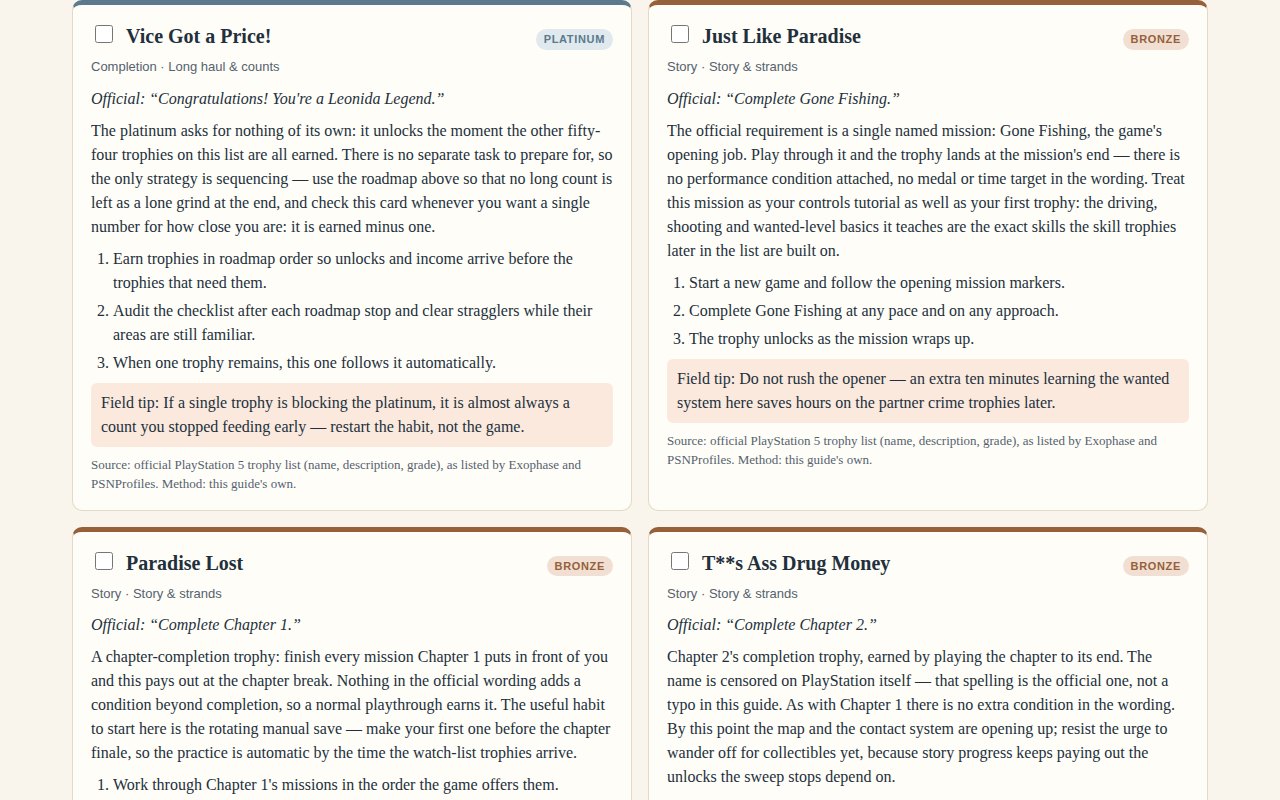 Vice Got a Price!
PLATINUM
Completion · Long haul & counts
Official: “Congratulations! You're a Leonida Legend.”
The platinum asks for nothing of its own: it unlocks the moment the other fifty-
four trophies on this list are all earned. There is no separate task to prepare for, so
the only strategy is sequencing — use the roadmap above so that no long count is
left as a lone grind at the end, and check this card whenever you want a single
number for how close you are: it is earned minus one.
1. Earn trophies in roadmap order so unlocks and income arrive before the
trophies that need them.
2. Audit the checklist after each roadmap stop and clear stragglers while their
areas are still familiar.
3. When one trophy remains, this one follows it automatically.
Field tip: If a single trophy is blocking the platinum, it is almost always a
count you stopped feeding early — restart the habit, not the game.
Source: official PlayStation 5 trophy list (name, description, grade), as listed by Exophase and
PSNProfiles. Method: this guide's own.
Just Like Paradise
BRONZE
Story · Story & strands
Official: “Complete Gone Fishing.”
The official requirement is a single named mission: Gone Fishing, the game's
opening job. Play through it and the trophy lands at the mission's end — there is
no performance condition attached, no medal or time target in the wording. Treat
this mission as your controls tutorial as well as your first trophy: the driving,
shooting and wanted-level basics it teaches are the exact skills the skill trophies
later in the list are built on.
1. Start a new game and follow the opening mission markers.
2. Complete Gone Fishing at any pace and on any approach.
3. The trophy unlocks as the mission wraps up.
Field tip: Do not rush the opener — an extra ten minutes learning the wanted
system here saves hours on the partner crime trophies later.
Source: official PlayStation 5 trophy list (name, description, grade), as listed by Exophase and
PSNProfiles. Method: this guide's own.
Paradise Lost
BRONZE
Story · Story & strands
Official: “Complete Chapter 1.”
A chapter-completion trophy: finish every mission Chapter 1 puts in front of you
and this pays out at the chapter break. Nothing in the official wording adds a
condition beyond completion, so a normal playthrough earns it. The useful habit
to start here is the rotating manual save — make your first one before the chapter
finale, so the practice is automatic by the time the watch-list trophies arrive.
1. Work through Chapter 1's missions in the order the game offers them.
T**s Ass Drug Money
BRONZE
Story · Story & strands
Official: “Complete Chapter 2.”
Chapter 2's completion trophy, earned by playing the chapter to its end. The
name is censored on PlayStation itself — that spelling is the official one, not a
typo in this guide. As with Chapter 1 there is no extra condition in the wording.
By this point the map and the contact system are opening up; resist the urge to
wander off for collectibles yet, because story progress keeps paying out the
unlocks the sweep stops depend on.